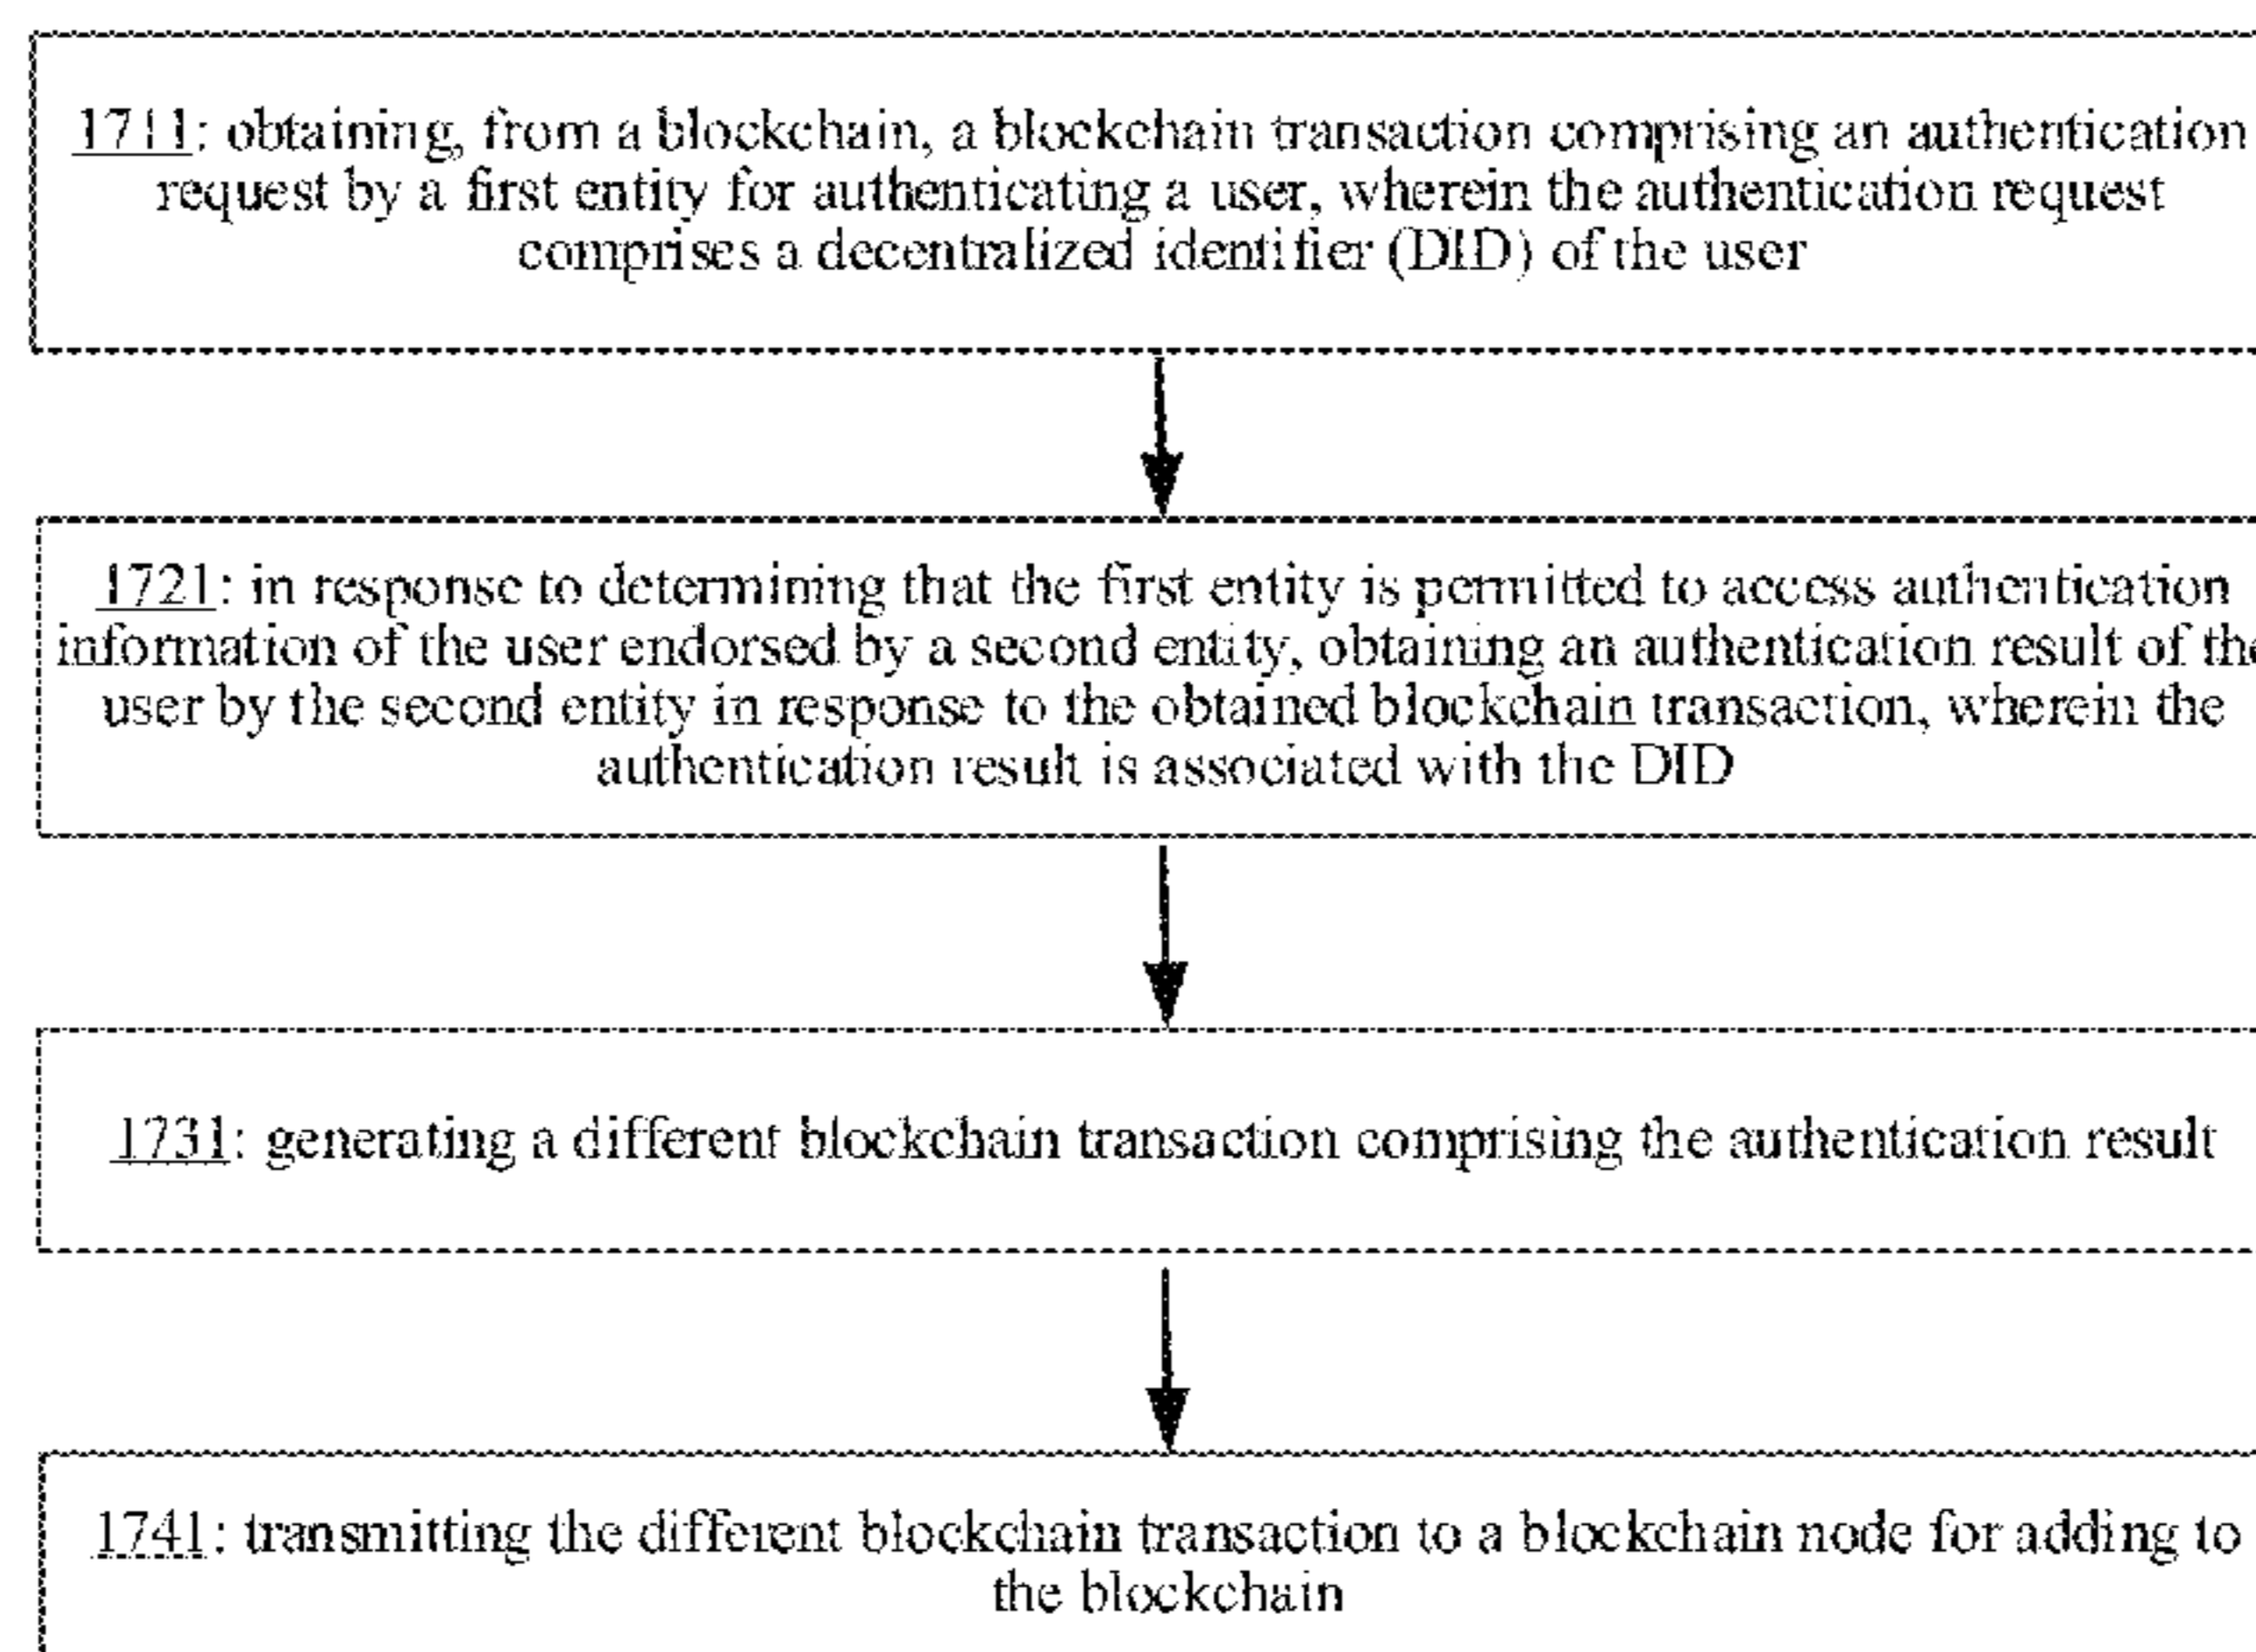 1711: obtaining, from a blockchain, a blockchain transaction comprising an authentication
request by a first entity for authenticating a user, wherein the authentication request
comprises a decentralized identifier (DID) of the user
1721: in response to determining that the first entity is permitted to access authentication
information of the user endorsed by a second entity, obtaining an authentication result of the
user by the second entity in response to the obtained blockchain transaction, wherein the
authentication result is associated with the DID
1731: generating a different blockchain transaction comprising the authentication result
1741: transmitting the different blockchain transaction to a blockchain node for adding to
the blockchain